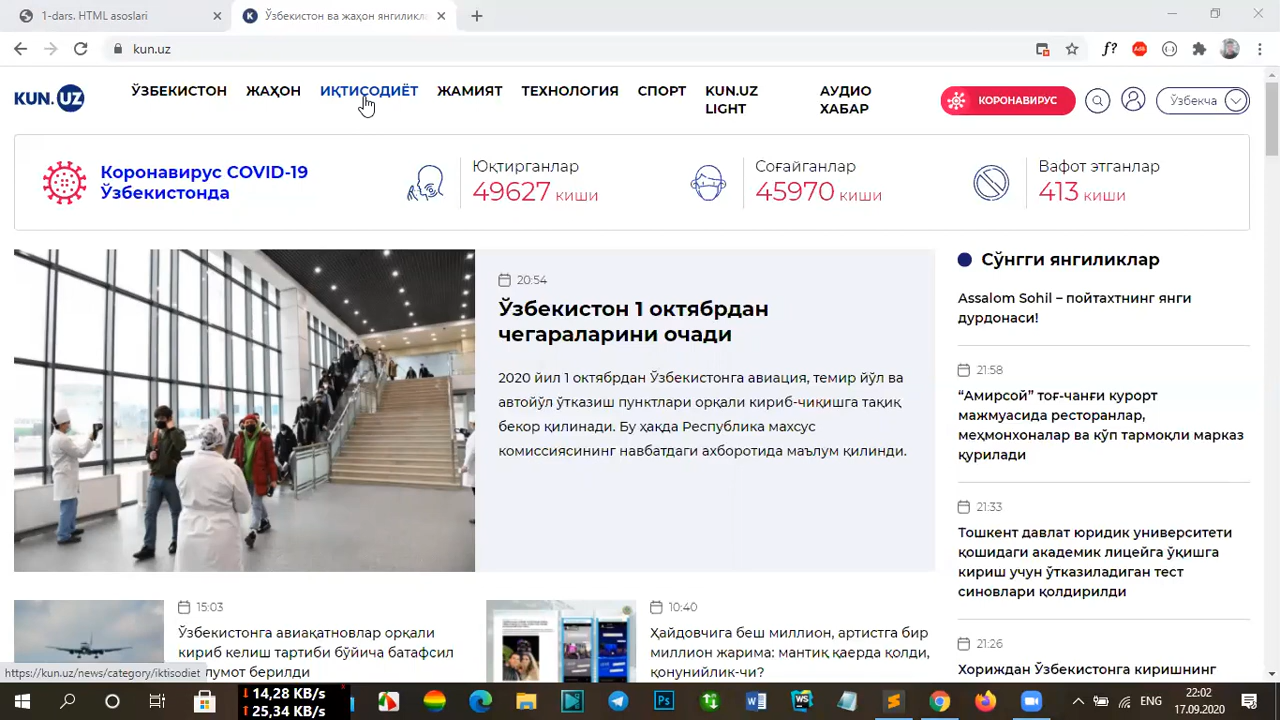 1-dars. HTML asoslari
Ўзбекистон ва жаҳон янгиликл
kun.uz
f?
KUN.UZ
ЎЗБЕКИСТОН ЖАҲОН ИҚТИСОДИЁТ ЖАМИЯТ ТЕХНОЛОГИЯ СПОРТ KUN.UZ LIGHT АУДИО ХАБАР
КОРОНАВИРУС
Ўзбекча
Коронавирус COVID-19
Ўзбекистонда
Юқтирганлар
49627 киши
Соғайганлар
45970 киши
Вафот этганлар
413 киши
20:54
Ўзбекистон 1 октябрдан
чегараларини очади
2020 йил 1 октябрдан Ўзбекистонга авиация, темир йўл ва
автойўл ўтказиш пунктлари орқали кириб-чиқишга тақиқ
бекор қилинади. Бу ҳақда Республика махсус
комиссиясининг навбатдаги ахборотида маълум қилинди.
Сўнгги янгиликлар
Assalom Sohil – пойтахтнинг янги
дурдонаси!
21:58
“Амирсой” тоғ-чанғи курорт
мажмуасида ресторанлар,
меҳмонхоналар ва кўп тармоқли марказ
қурилади
21:33
Тошкент давлат юридик университети
қошидаги академик лицейга ўқишга
кириш учун ўтказиладиган тест
синовлари қолдирилди
21:26
Хориждан Ўзбекистонга киришнинг
15:03
Ўзбекистонга авиақатновлар орқали
кириб келиш тартиби бўйича батафсил
лумот берилди
10:40
Ҳайдовчига беш миллион, артистга бир
миллион жарима: мантиқ қаерда қолди,
қонунийлик-чи?
https://kun.uz/news/category/iktisodiet
14,28 KB/s
25,34 KB/s
ENG
22:02
17.09.2020